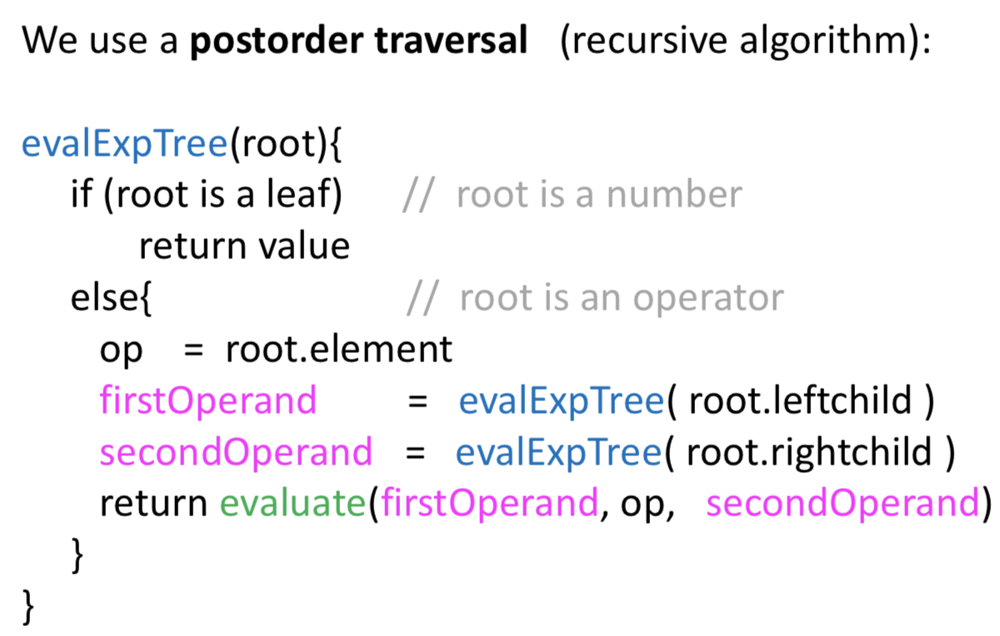 We use a postorder traversal (recursive algorithm):
evalExpTree(root){
if (root is a leaf) // root is a number
return value
else{ // root is an operator
op = root.element
firstOperand = evalExpTree( root.leftchild )
secondOperand = evalExpTree( root.rightchild )
return evaluate(firstOperand, op, secondOperand)
}
}